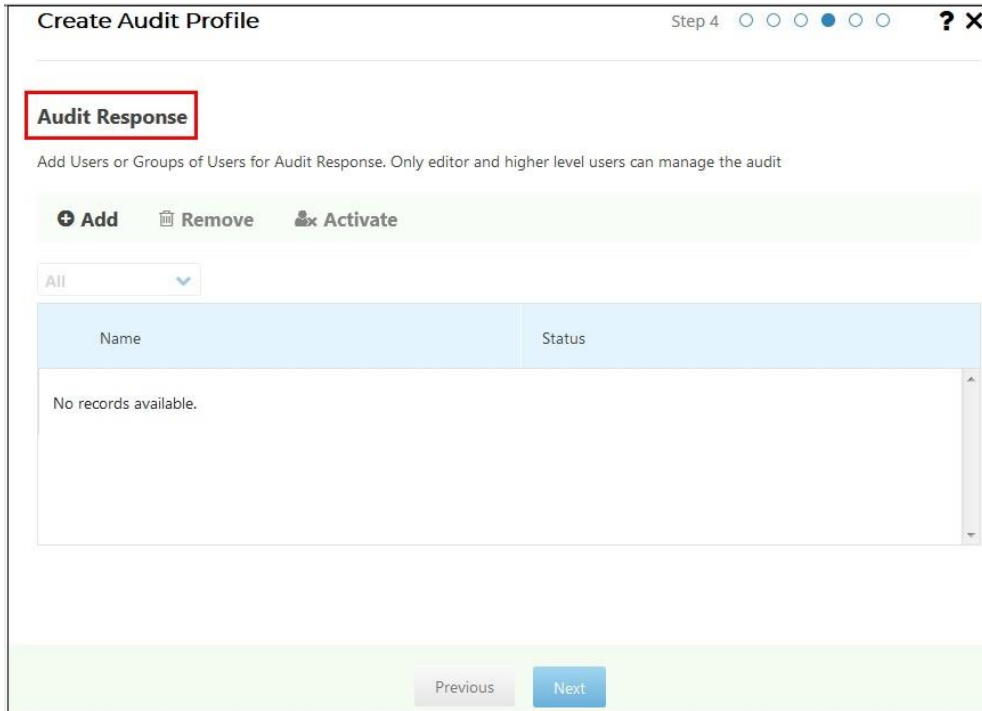 Create Audit Profile
Step 4
? ×
Audit Response
Add Users or Groups of Users for Audit Response. Only editor and higher level users can manage the audit
Add Remove Activate
All
Name Status
No records available.
Previous Next